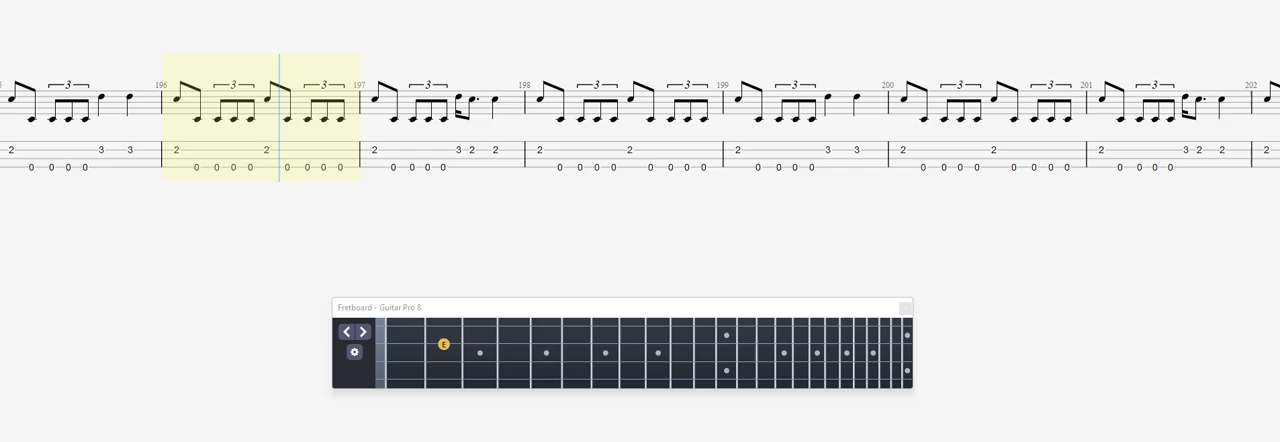 3 3 3 3 3 3 3 3 3 3
196 197 198 199 200 201 202
2 3 3 2 2 2 3 2 2 2 2 2 3 3 2 2 2 3 2 2 2
0 0 0 0 0 0 0 0 0 0 0 0 0 0 0 0 0 0 0 0 0 0 0 0 0 0 0 0 0 0 0 0 0 0 0 0 0 0 0 0
Fretboard - Guitar Pro 8
E